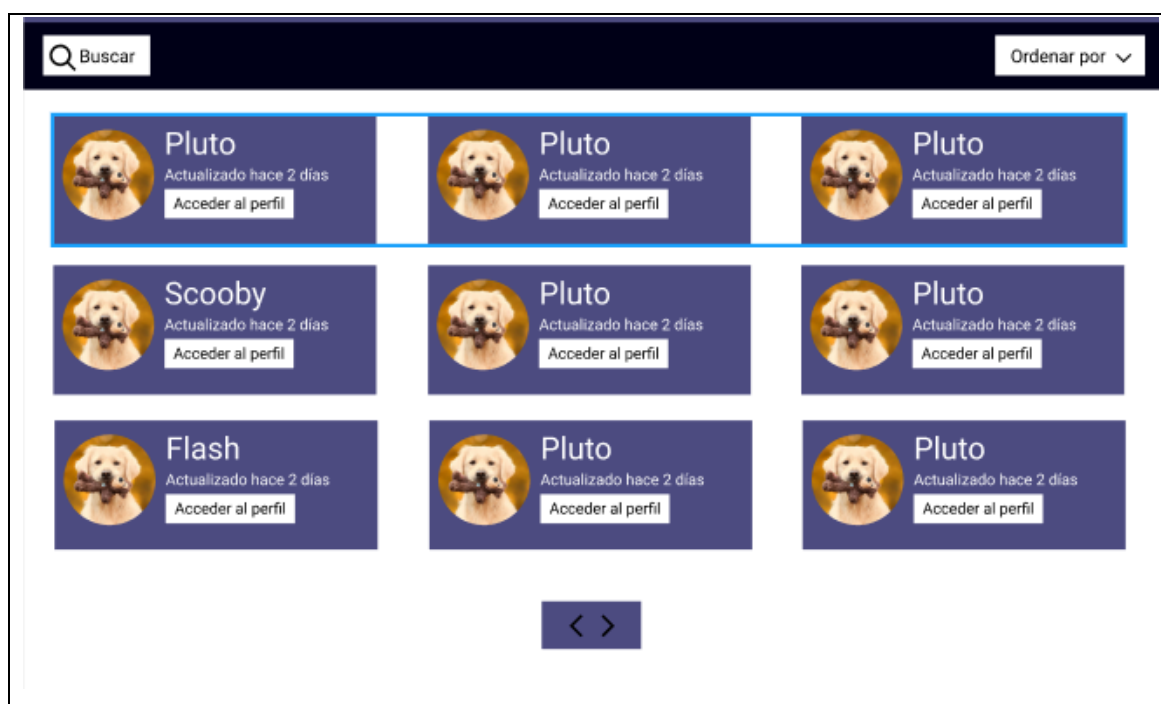 Buscar
Ordenar por
Pluto
Actualizado hace 2 días
Acceder al perfil
Pluto
Actualizado hace 2 días
Acceder al perfil
Pluto
Actualizado hace 2 días
Acceder al perfil
Scooby
Actualizado hace 2 días
Acceder al perfil
Pluto
Actualizado hace 2 días
Acceder al perfil
Pluto
Actualizado hace 2 días
Acceder al perfil
Flash
Actualizado hace 2 días
Acceder al perfil
Pluto
Actualizado hace 2 días
Acceder al perfil
Pluto
Actualizado hace 2 días
Acceder al perfil